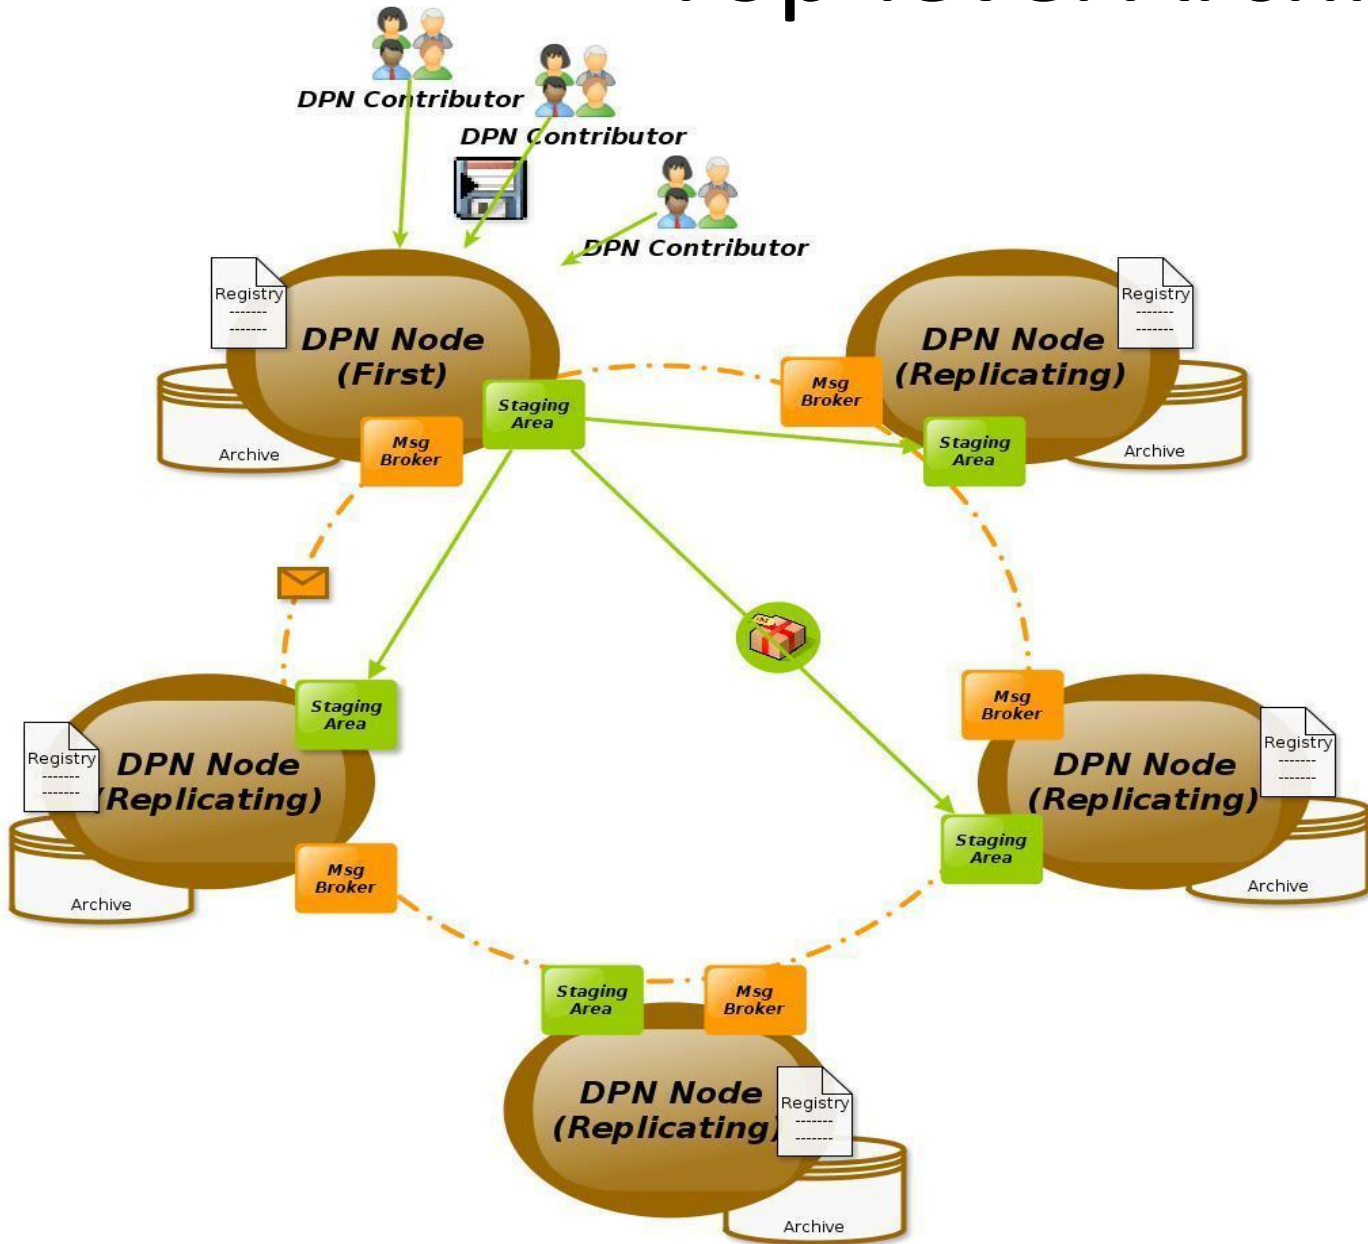 DPN Contributor
DPN Contributor
DPN Contributor
Registry
-------
-------
DPN Node
(First)
Archive
Msg
Broker
Staging
Area
Registry
-------
-------
DPN Node
(Replicating)
Msg
Broker
Staging
Area
Archive
Registry
-------
-------
DPN Node
(Replicating)
Staging
Area
Msg
Broker
Archive
Msg
Broker
Registry
-------
-------
DPN Node
(Replicating)
Staging
Area
Archive
Staging
Area
Msg
Broker
DPN Node
(Replicating)
Registry
-------
-------
Archive